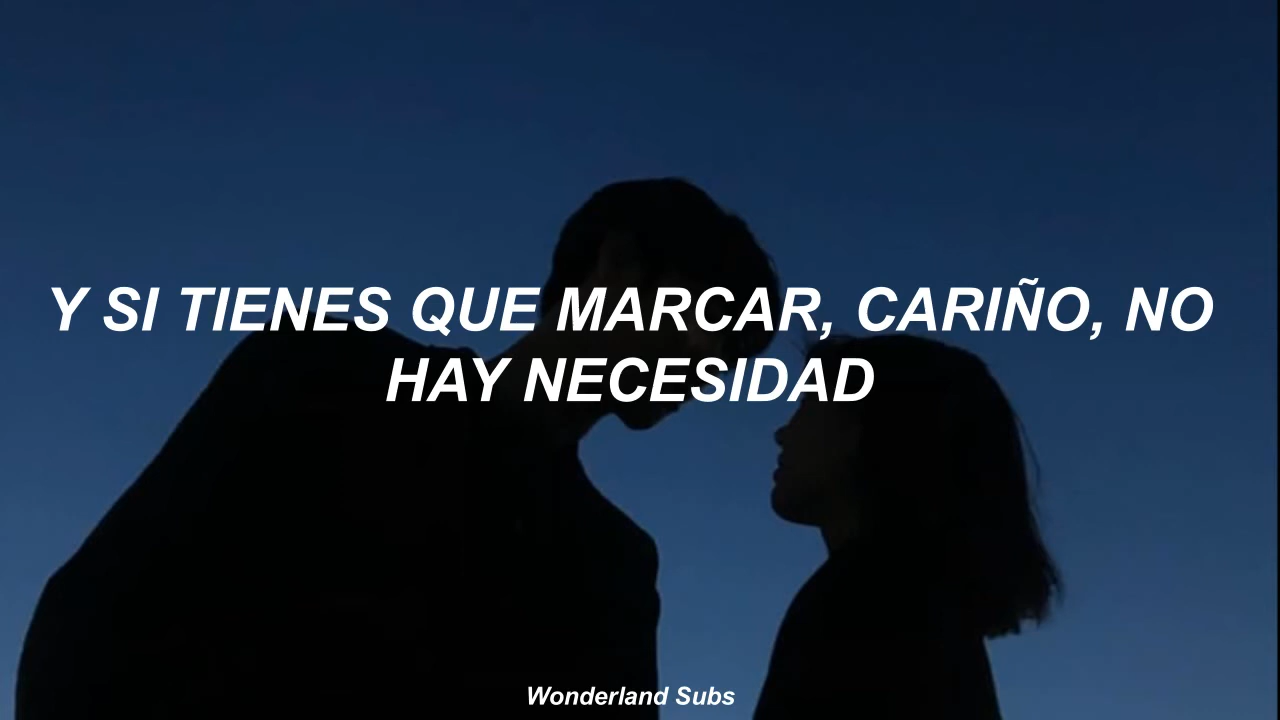 Y SI TIENES QUE MARCAR, CARIÑO, NO
HAY NECESIDAD
Wonderland Subs